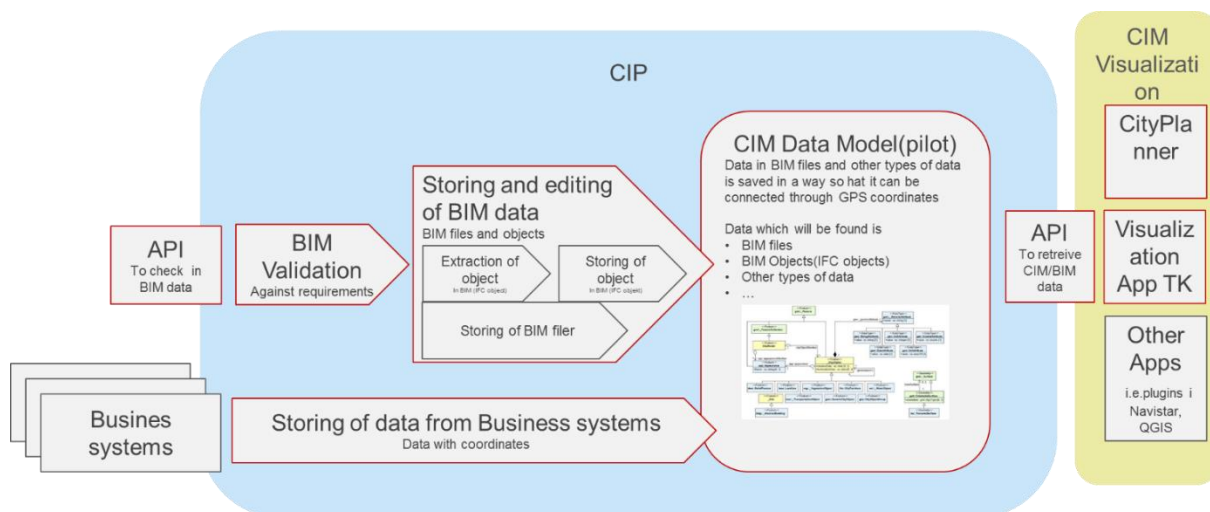 CIP
API
To check in
BIM data
BIM
Validation
Against requirements
Storing and editing
of BIM data
BIM files and objects
Extraction of
object
In BIM (IFC object)
Storing of
object
In BIM (IFC objekt)
Storing of BIM filer
CIM Data Model(pilot)
Data in BIM files and other types of data
is saved in a way so hat it can be
connected through GPS coordinates
Data which will be found is
• BIM files
• BIM Objects(IFC objects)
• Other types of data
• ...
Busines
systems
Storing of data from Business systems
Data with coordinates
API
To retreive
CIM/BIM
data
CIM
Visualizati
on
CityPla
nner
Visualiz
ation
App TK
Other
Apps
i.e.plugins i
Navistar,
QGIS